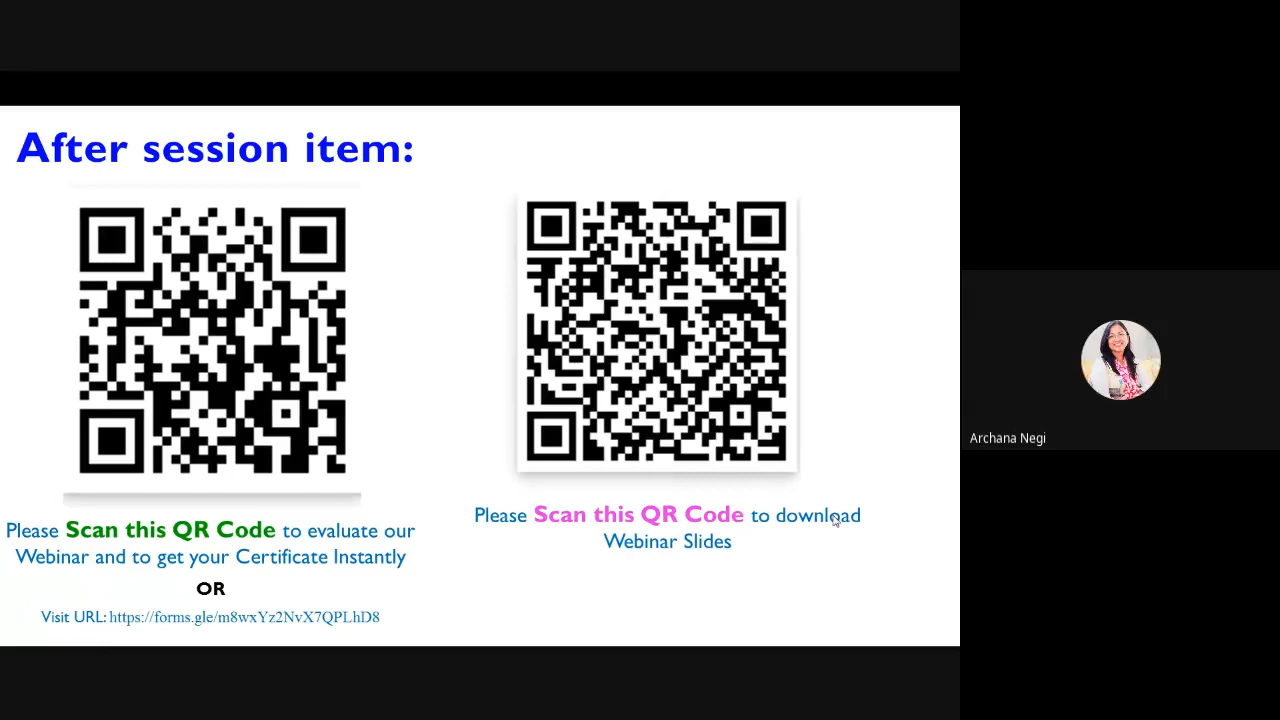 After session item:
Please Scan this QR Code to evaluate our
Webinar and to get your Certificate Instantly
OR
Visit URL: https://forms.gle/m8wxYz2NvX7QPLhD8
Please Scan this QR Code to download
Webinar Slides
Archana Negi